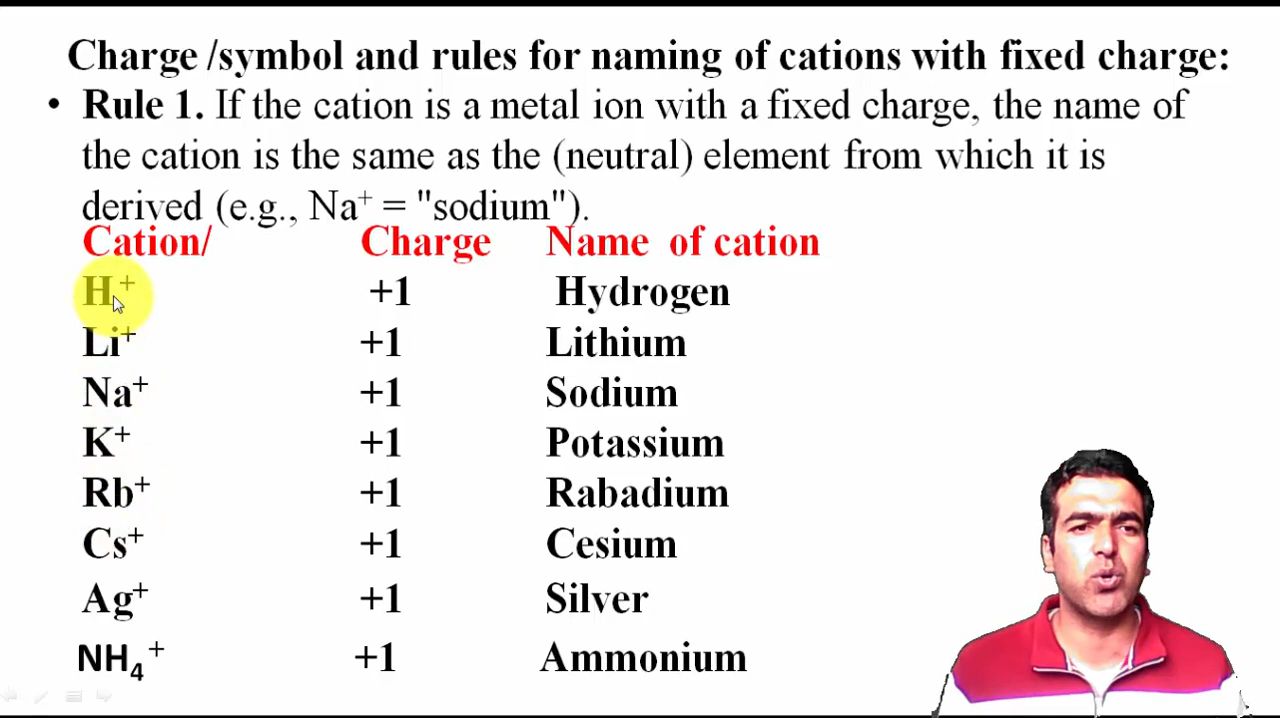 Charge /symbol and rules for naming of cations with fixed charge:
• Rule 1. If the cation is a metal ion with a fixed charge, the name of
the cation is the same as the (neutral) element from which it is
derived (e.g., Na⁺ = "sodium").
Cation/ Charge Name of cation
H⁺ +1 Hydrogen
Li⁺ +1 Lithium
Na⁺ +1 Sodium
K⁺ +1 Potassium
Rb⁺ +1 Rabadium
Cs⁺ +1 Cesium
Ag⁺ +1 Silver
NH₄⁺ +1 Ammonium